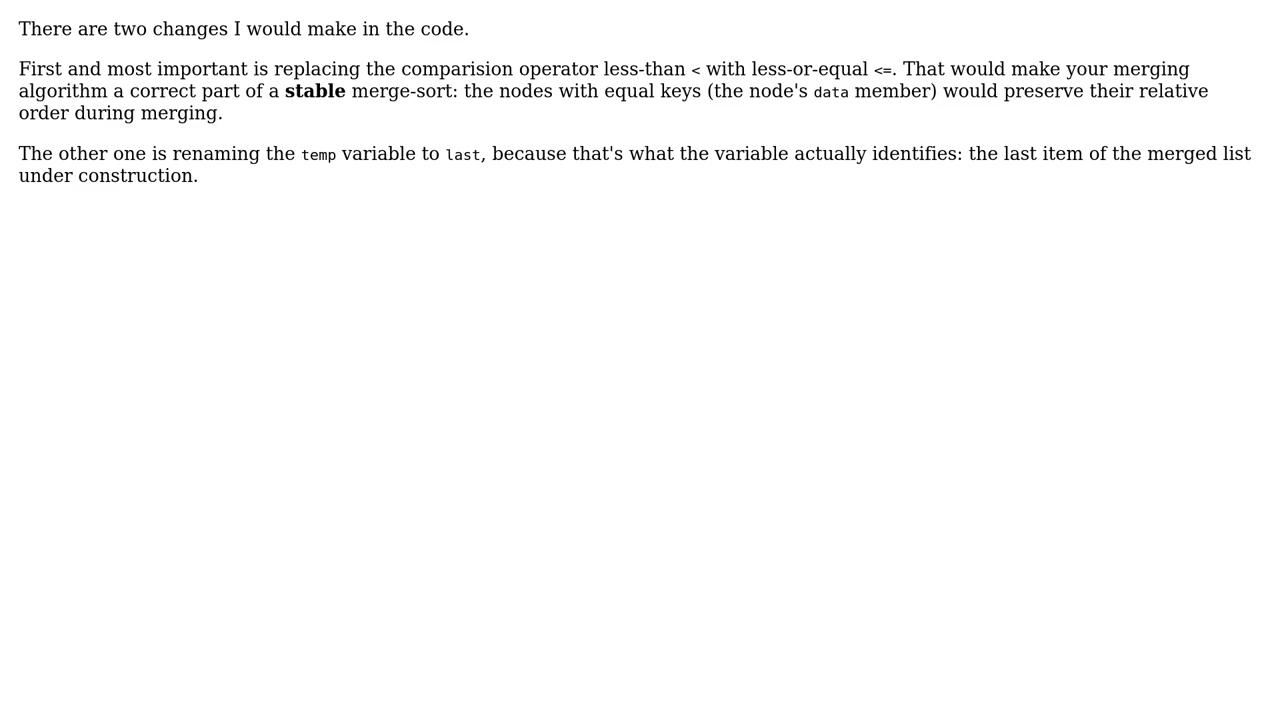 There are two changes I would make in the code.
First and most important is replacing the comparision operator less-than < with less-or-equal <=. That would make your merging
algorithm a correct part of a stable merge-sort: the nodes with equal keys (the node's data member) would preserve their relative
order during merging.
The other one is renaming the temp variable to last, because that's what the variable actually identifies: the last item of the merged list
under construction.